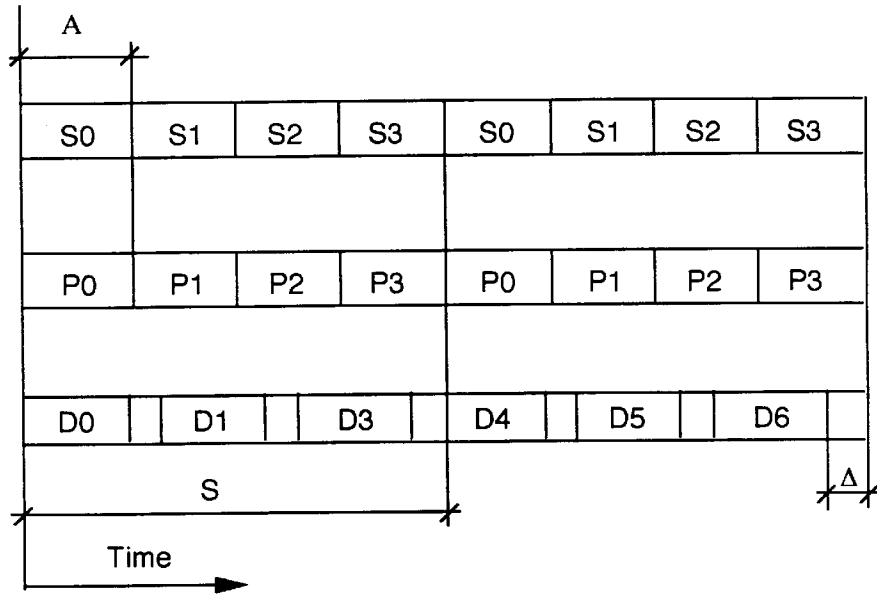 A
S0 S1 S2 S3 S0 S1 S2 S3
P0 P1 P2 P3 P0 P1 P2 P3
D0 D1 D3 D4 D5 D6
S
Δ
Time